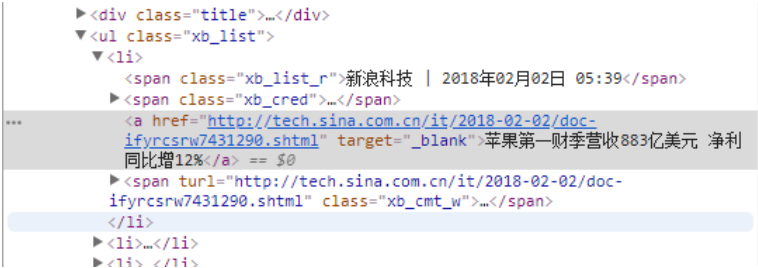 ▶<div class="title">…</div>
▼<ul class="xb_list">
▼<li>
<span class="xb_list_r">新浪科技 | 2018年02月02日 05:39</span>
▶<span class="xb_cred">…</span>
<a href="http://tech.sina.com.cn/it/2018-02-02/doc-
ifyrcsrw7431290.shtml" target="_blank">苹果第一财季营收883亿美元 净利
同比增12%</a> == $0
▶<span turl="http://tech.sina.com.cn/it/2018-02-02/doc-
ifyrcsrw7431290.shtml" class="xb_cmt_w">…</span>
</li>
▶<li>…</li>
▶<li>…</li>